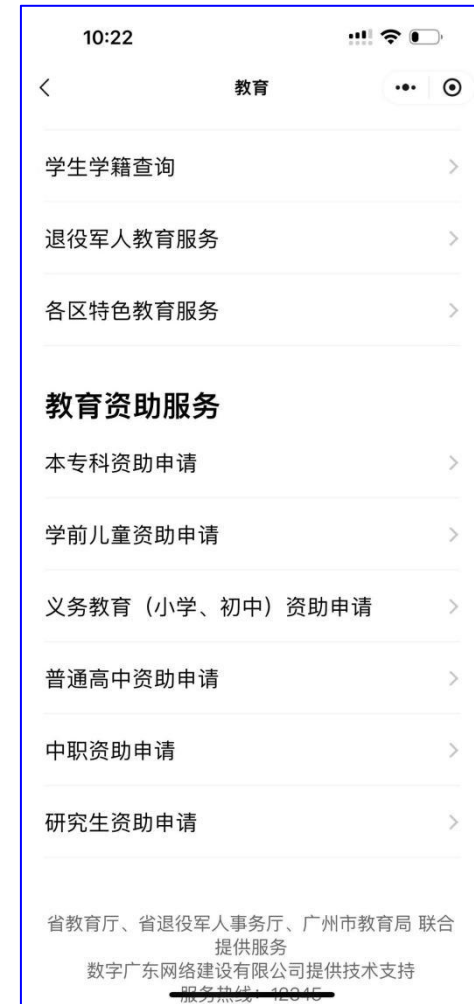 10:22
教育
学生学籍查询
退役军人教育服务
各区特色教育服务
教育资助服务
本专科资助申请
学前儿童资助申请
义务教育（小学、初中）资助申请
普通高中资助申请
中职资助申请
研究生资助申请
省教育厅、省退役军人事务厅、广州市教育局 联合
提供服务
数字广东网络建设有限公司提供技术支持
服务热线：12345